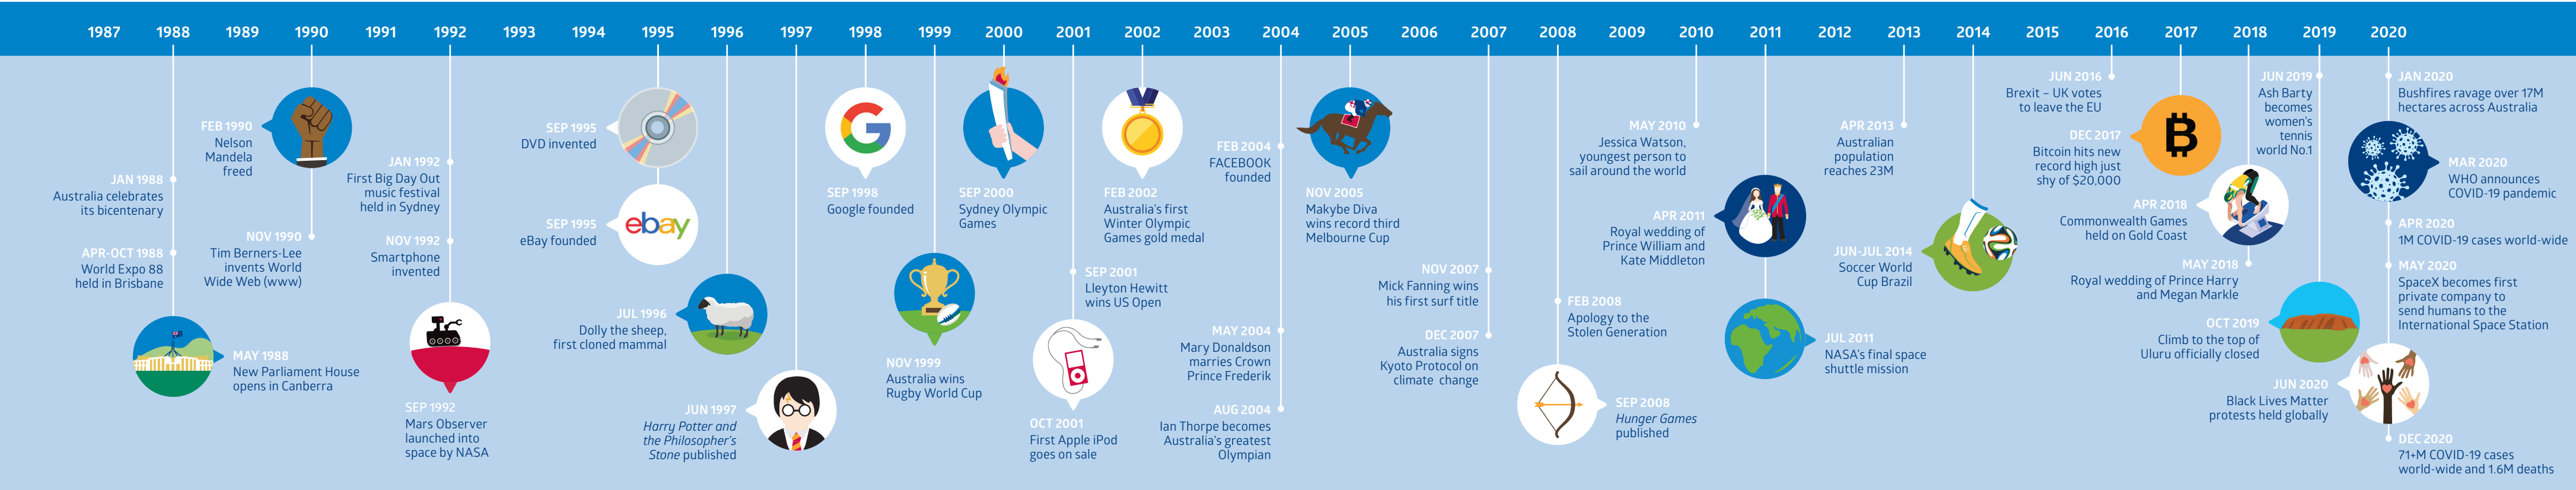 1987 1988 1989 1990 1991 1992 1993 1994 1995 1996 1997 1998 1999 2000 2001 2002 2003 2004 2005 2006 2007 2008 2009 2010 2011 2012 2013 2014 2015 2016 2017 2018 2019 2020
JAN 1988
Australia celebrates
its bicentenary
APR-OCT 1988
World Expo 88
held in Brisbane
MAY 1988
New Parliament House
opens in Canberra
FEB 1990
Nelson
Mandela
freed
NOV 1990
Tim Berners-Lee
invents World
Wide Web (www)
JAN 1992
First Big Day Out
music festival
held in Sydney
NOV 1992
Smartphone
invented
SEP 1992
Mars Observer
launched into
space by NASA
SEP 1995
DVD invented
SEP 1995
eBay founded
ebay
JUL 1996
Dolly the sheep,
first cloned mammal
JUN 1997
Harry Potter and
the Philosopher's
Stone published
G
SEP 1998
Google founded
NOV 1999
Australia wins
Rugby World Cup
SEP 2000
Sydney Olympic
Games
SEP 2001
Lleyton Hewitt
wins US Open
OCT 2001
First Apple iPod
goes on sale
FEB 2002
Australia's first
Winter Olympic
Games gold medal
FEB 2004
FACEBOOK
founded
MAY 2004
Mary Donaldson
marries Crown
Prince Frederik
AUG 2004
Ian Thorpe becomes
Australia's greatest
Olympian
NOV 2005
Makybe Diva
wins record third
Melbourne Cup
NOV 2007
Mick Fanning wins
his first surf title
DEC 2007
Australia signs
Kyoto Protocol on
climate change
FEB 2008
Apology to the
Stolen Generation
SEP 2008
Hunger Games
published
MAY 2010
Jessica Watson,
youngest person to
sail around the world
APR 2011
Royal wedding of
Prince William and
Kate Middleton
JUL 2011
NASA's final space
shuttle mission
APR 2013
Australian
population
reaches 23M
JUN-JUL 2014
Soccer World
Cup Brazil
JUN 2016
Brexit – UK votes
to leave the EU
DEC 2017
Bitcoin hits new
record high just
shy of $20,000
₿
APR 2018
Commonwealth Games
held on Gold Coast
MAY 2018
Royal wedding of Prince Harry
and Megan Markle
JUN 2019
Ash Barty
becomes
women's
tennis
world No.1
OCT 2019
Climb to the top of
Uluru officially closed
JAN 2020
Bushfires ravage over 17M
hectares across Australia
MAR 2020
WHO announces
COVID-19 pandemic
APR 2020
1M COVID-19 cases world-wide
MAY 2020
SpaceX becomes first
private company to
send humans to the
International Space Station
JUN 2020
Black Lives Matter
protests held globally
DEC 2020
71+M COVID-19 cases
world-wide and 1.6M deaths